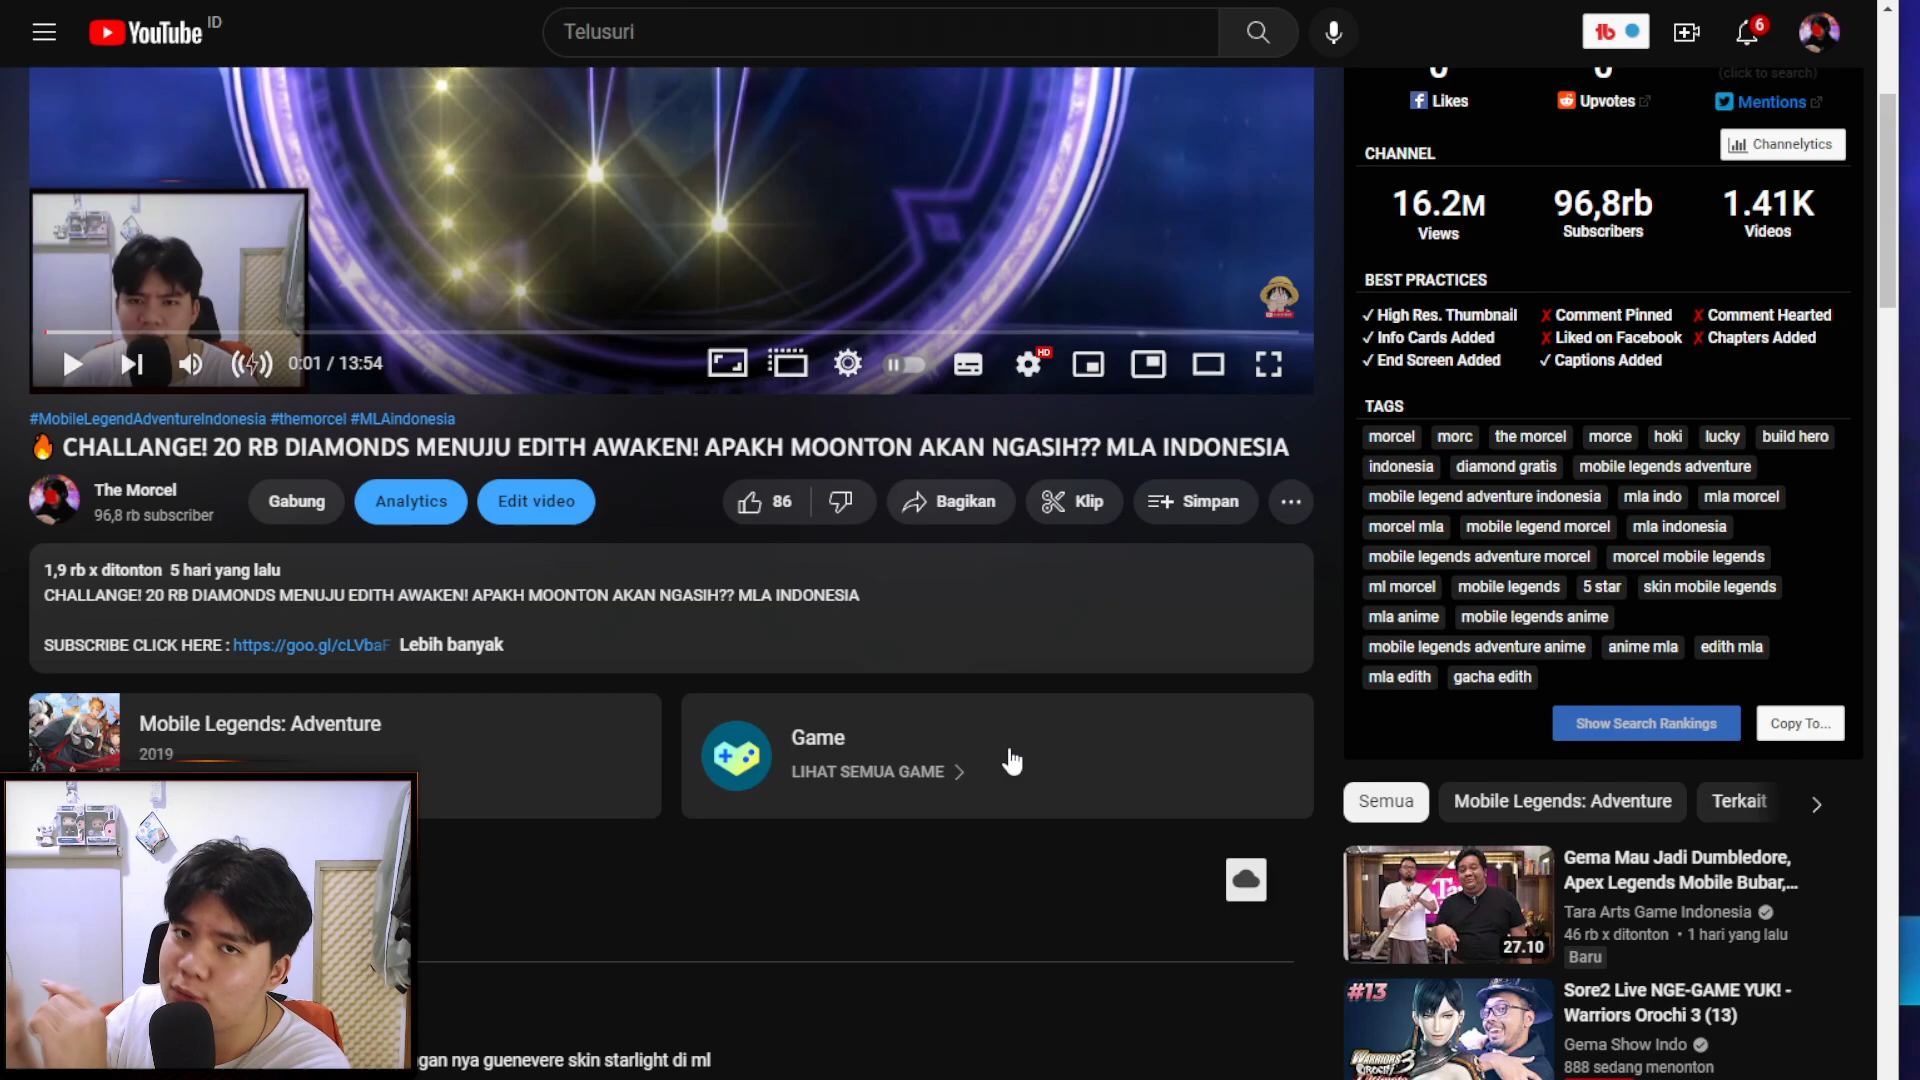 YouTube ID
Telusuri
tb
6
(click to search)
Likes
Upvotes
Mentions
CHANNEL
Channelytics
16.2M
96,8rb
1.41K
Views
Subscribers
Videos
BEST PRACTICES
✓ High Res. Thumbnail
✗ Comment Pinned
✗ Comment Hearted
✓ Info Cards Added
✗ Liked on Facebook
✗ Chapters Added
✓ End Screen Added
✓ Captions Added
0:01 / 13:54
HD
TAGS
morcel
morc
the morcel
morce
hoki
lucky
build hero
indonesia
diamond gratis
mobile legends adventure
mobile legend adventure indonesia
mla indo
mla morcel
morcel mla
mobile legend morcel
mla indonesia
mobile legends adventure morcel
morcel mobile legends
ml morcel
mobile legends
5 star
skin mobile legends
mla anime
mobile legends anime
mobile legends adventure anime
anime mla
edith mla
mla edith
gacha edith
Show Search Rankings
Copy To...
#MobileLegendAdventureIndonesia #themorcel #MLAindonesia
🔥 CHALLANGE! 20 RB DIAMONDS MENUJU EDITH AWAKEN! APAKH MOONTON AKAN NGASIH?? MLA INDONESIA
The Morcel
96,8 rb subscriber
Gabung
Analytics
Edit video
86
Bagikan
Klip
Simpan
1,9 rb x ditonton 5 hari yang lalu
CHALLANGE! 20 RB DIAMONDS MENUJU EDITH AWAKEN! APAKH MOONTON AKAN NGASIH?? MLA INDONESIA
SUBSCRIBE CLICK HERE : https://goo.gl/cLVbaF Lebih banyak
Mobile Legends: Adventure
2019
Game
LIHAT SEMUA GAME
Semua
Mobile Legends: Adventure
Terkait
27.10
Gema Mau Jadi Dumbledore,
Apex Legends Mobile Bubar,...
Tara Arts Game Indonesia
46 rb x ditonton • 1 hari yang lalu
Baru
#13
WARRIORS
OROCHI 3
Sore2 Live NGE-GAME YUK! -
Warriors Orochi 3 (13)
Gema Show Indo
888 sedang menonton
gan nya guenevere skin starlight di ml